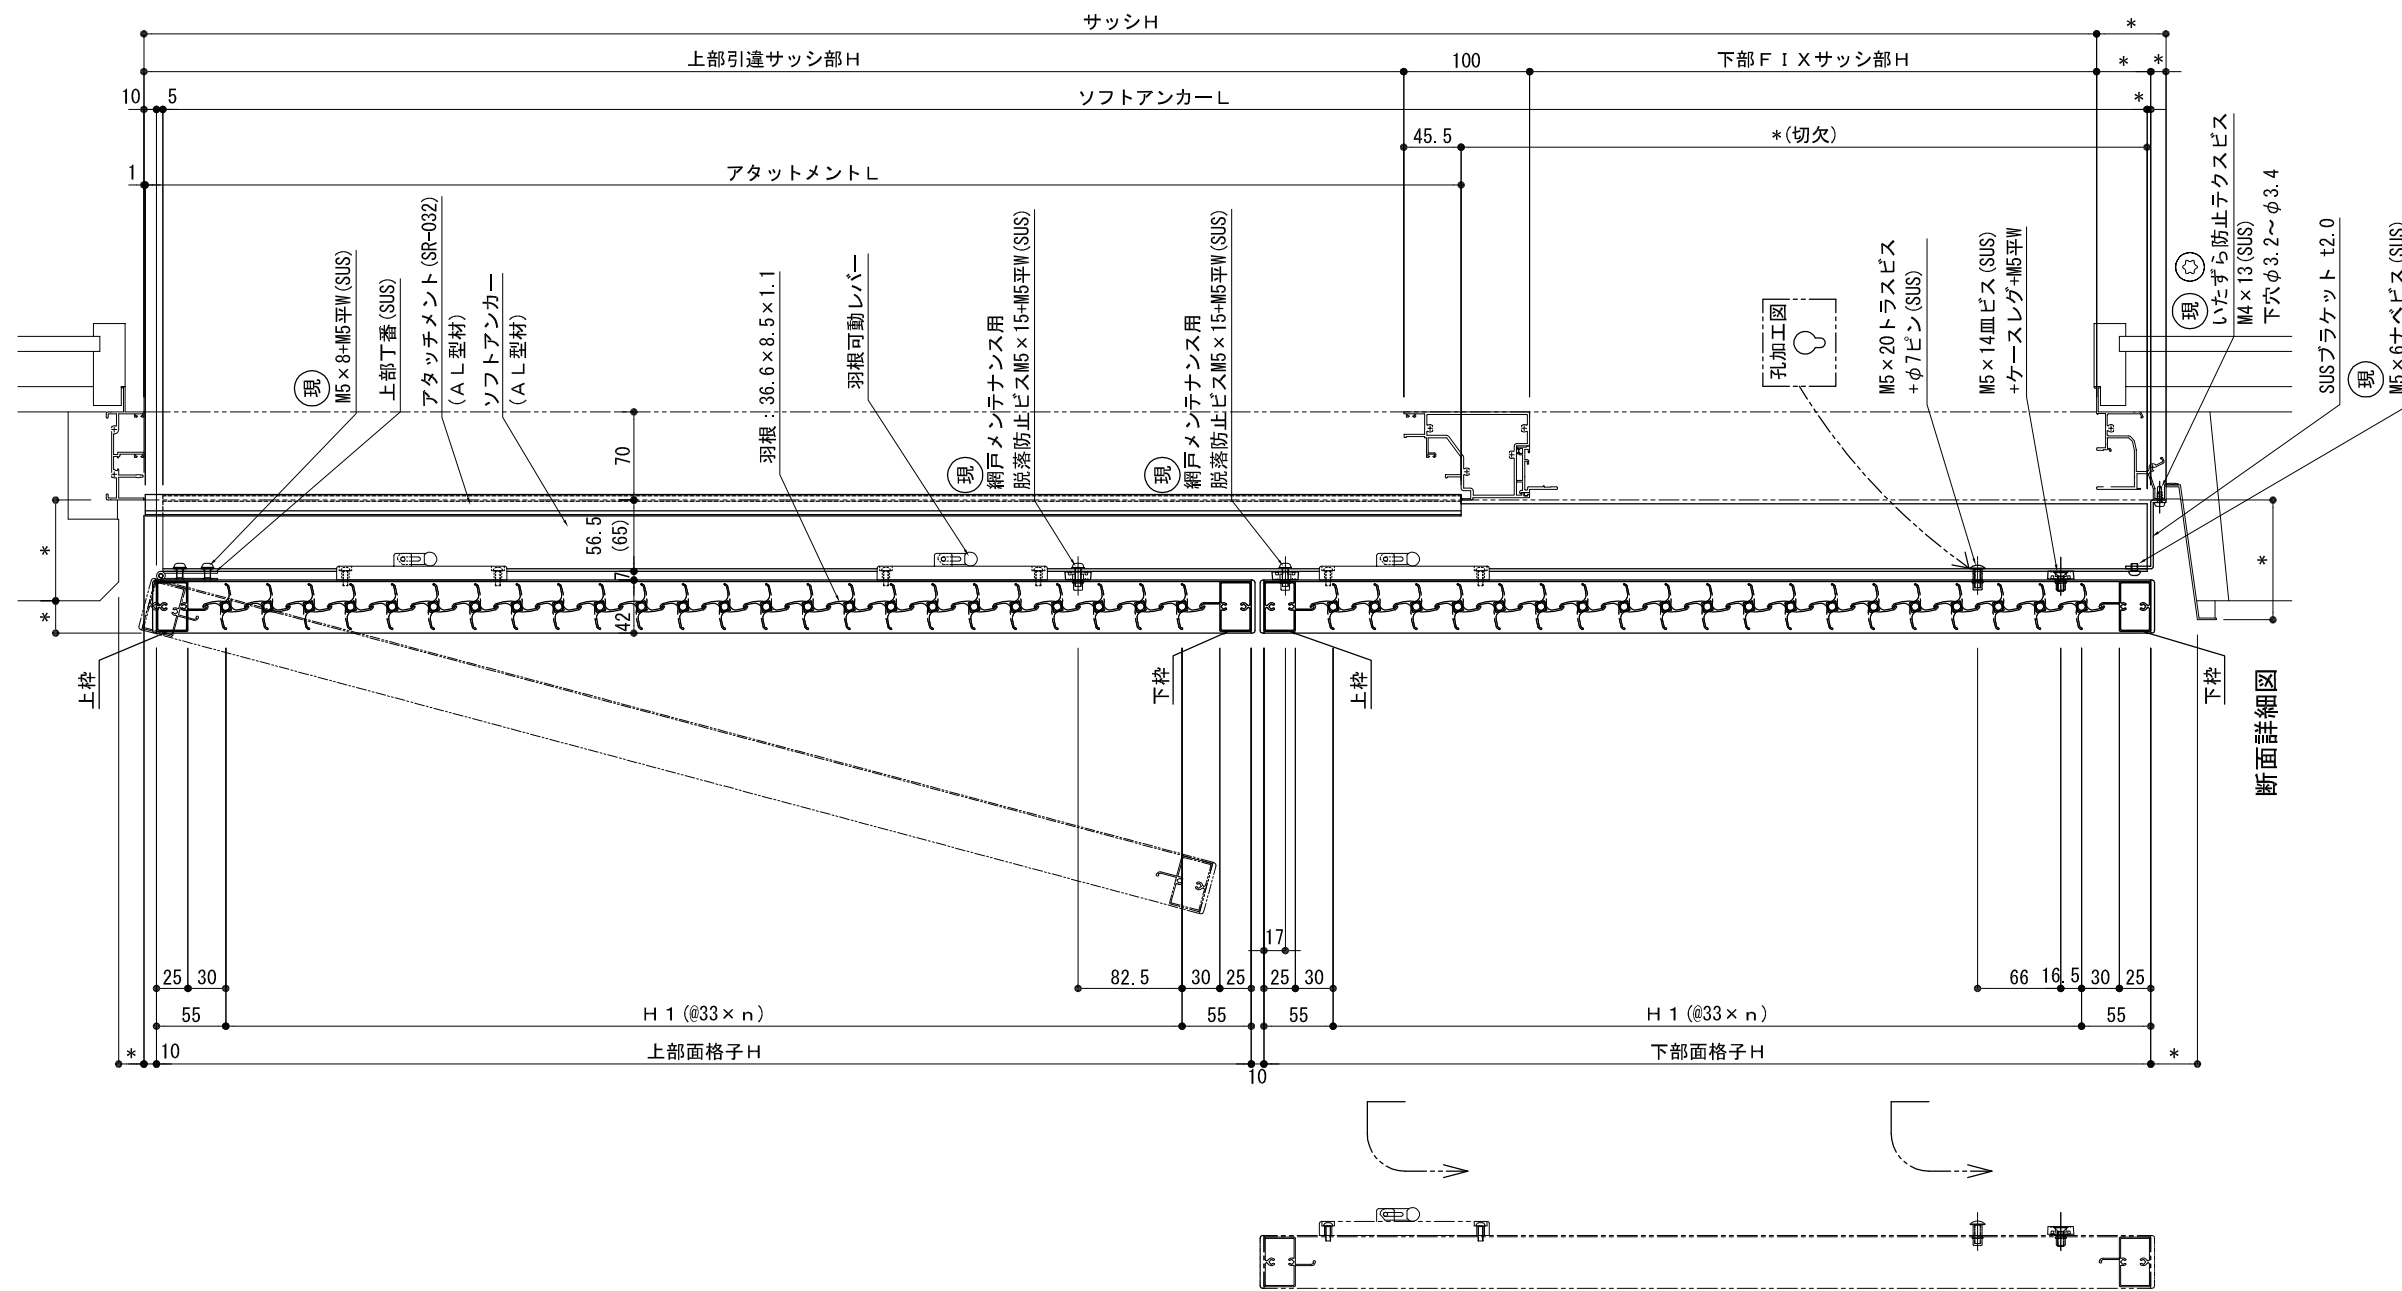 サッシH
*
上部引違サッシ部H
100
下部FIXサッシ部H
*
*
10
5
ソフトアンカーL
*
45.5
*(切欠)
1
アタットメントL
現
M5×8+M5平W(SUS)
上部丁番(SUS)
アタッチメント(SR-032)
(AL型材)
ソフトアンカー
(AL型材)
羽根：36.6×8.5×1.1
羽根可動レバー
現
網戸メンテナンス用
脱落防止ビスM5×15+M5平W(SUS)
現
網戸メンテナンス用
脱落防止ビスM5×15+M5平W(SUS)
孔加工図
M5×20トラスビス
+φ7ピン(SUS)
M5×14皿ビス(SUS)
+ケースレグ+M5平W
現
いたずら防止テクスビス
M4×13(SUS)
下穴φ3.2～φ3.4
SUSブラケット t2.0
現
M5×6ナベビス(SUS)
70
56.5
(65)
7
42
*
*
*
上枠
下枠
上枠
下枠
断面詳細図
17
25
30
82.5
30
25
25
30
66
16.5
30
25
55
H1(@33×n)
55
55
H1(@33×n)
55
*
10
上部面格子H
10
下部面格子H
*